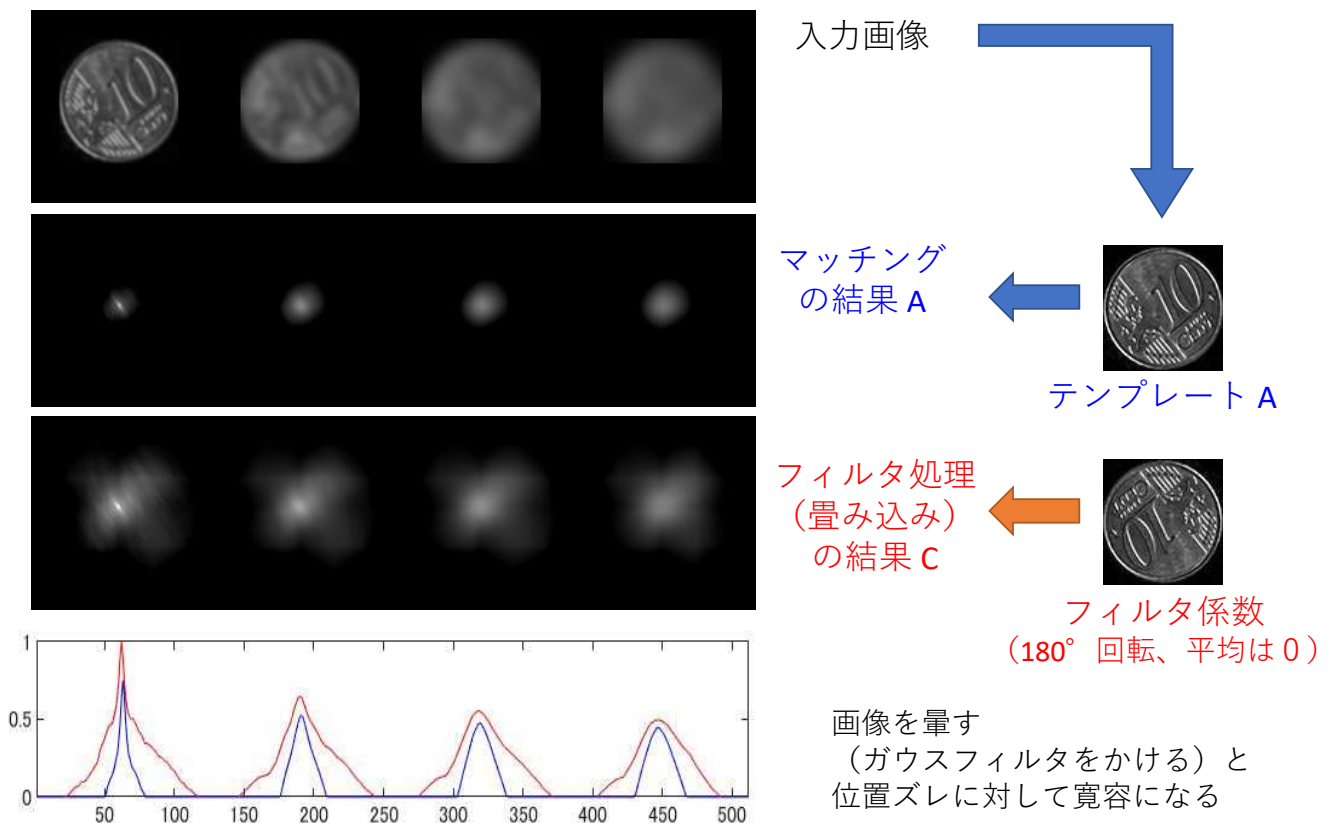 入力画像
マッチング
の結果 A
テンプレート A
フィルタ処理
（畳み込み）
の結果 C
フィルタ係数
（180°回転、平均は０）
画像を暈す
（ガウスフィルタをかける）と
位置ズレに対して寛容になる
10
10
10
1
0.5
0
50 100 150 200 250 300 350 400 450 500